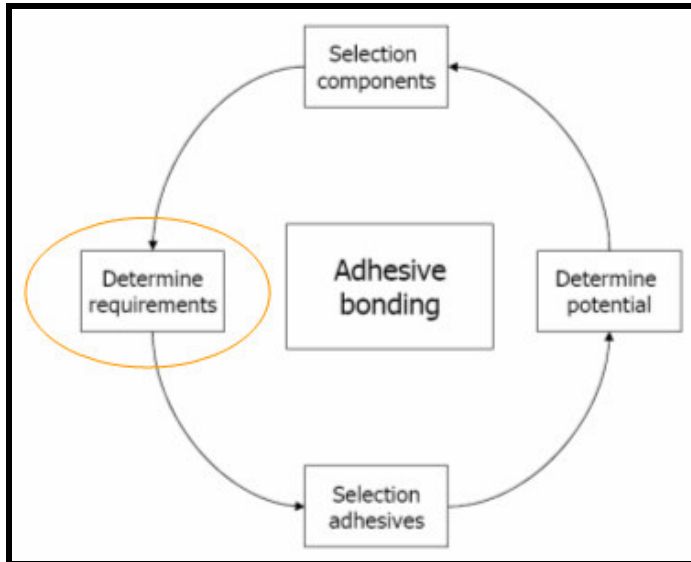 Selection
components
Determine
requirements
Adhesive
bonding
Determine
potential
Selection
adhesives